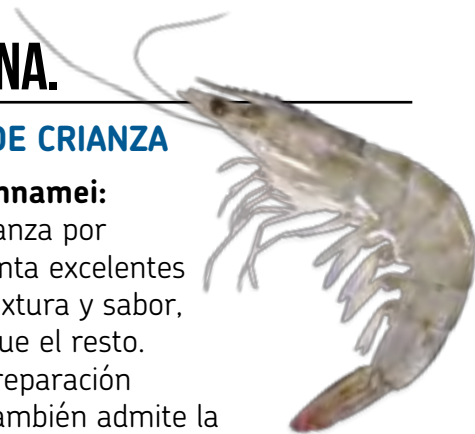 NA.
DE CRIANZA
nnamei:
anza por
nta excelentes
xtura y sabor,
ue el resto.
reparación
ambién admite la